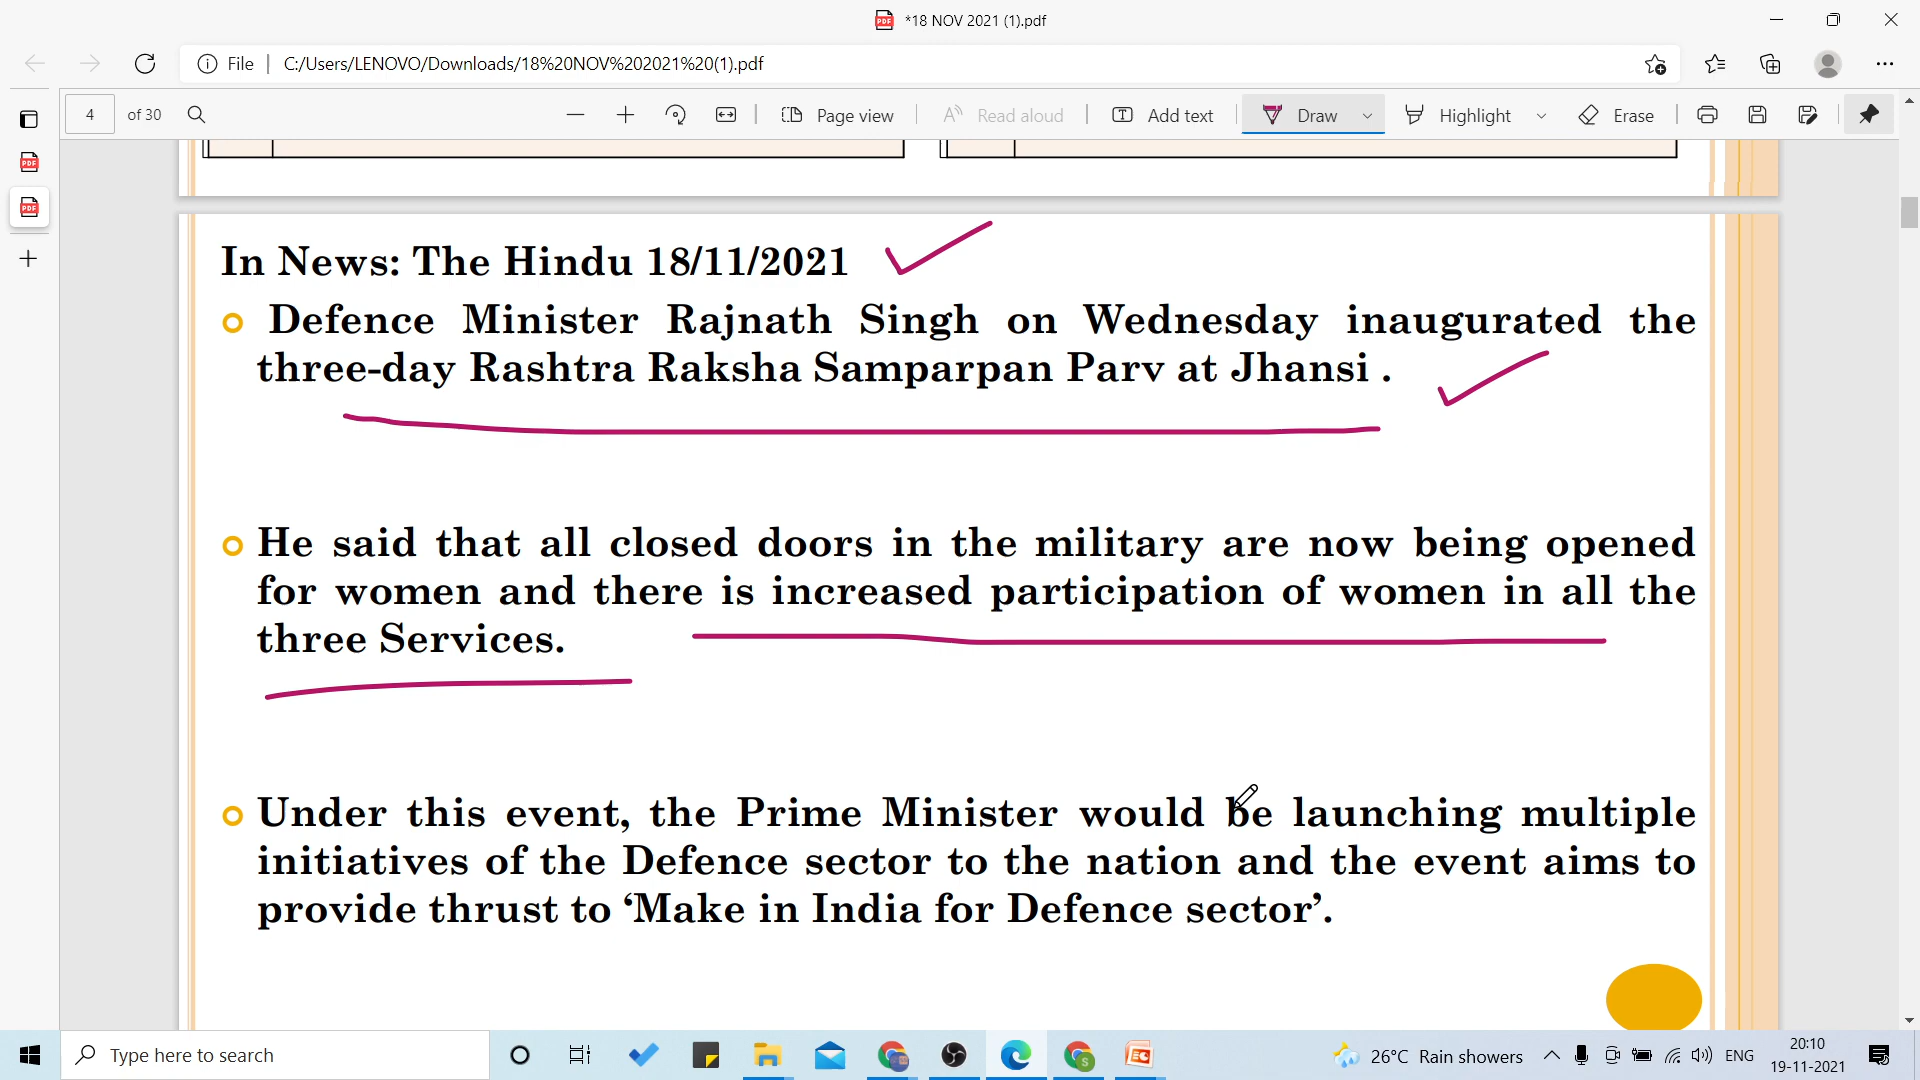 *18 NOV 2021 (1).pdf
File
C:/Users/LENOVO/Downloads/18%20NOV%202021%20(1).pdf
4 of 30
Page view
Read aloud
Add text
Draw
Highlight
Erase
In News: The Hindu 18/11/2021
Defence Minister Rajnath Singh on Wednesday inaugurated the
three-day Rashtra Raksha Samparpan Parv at Jhansi .
He said that all closed doors in the military are now being opened
for women and there is increased participation of women in all the
three Services.
Under this event, the Prime Minister would be launching multiple
initiatives of the Defence sector to the nation and the event aims to
provide thrust to ‘Make in India for Defence sector’.
Type here to search
26°C Rain showers
ENG
20:10
19-11-2021